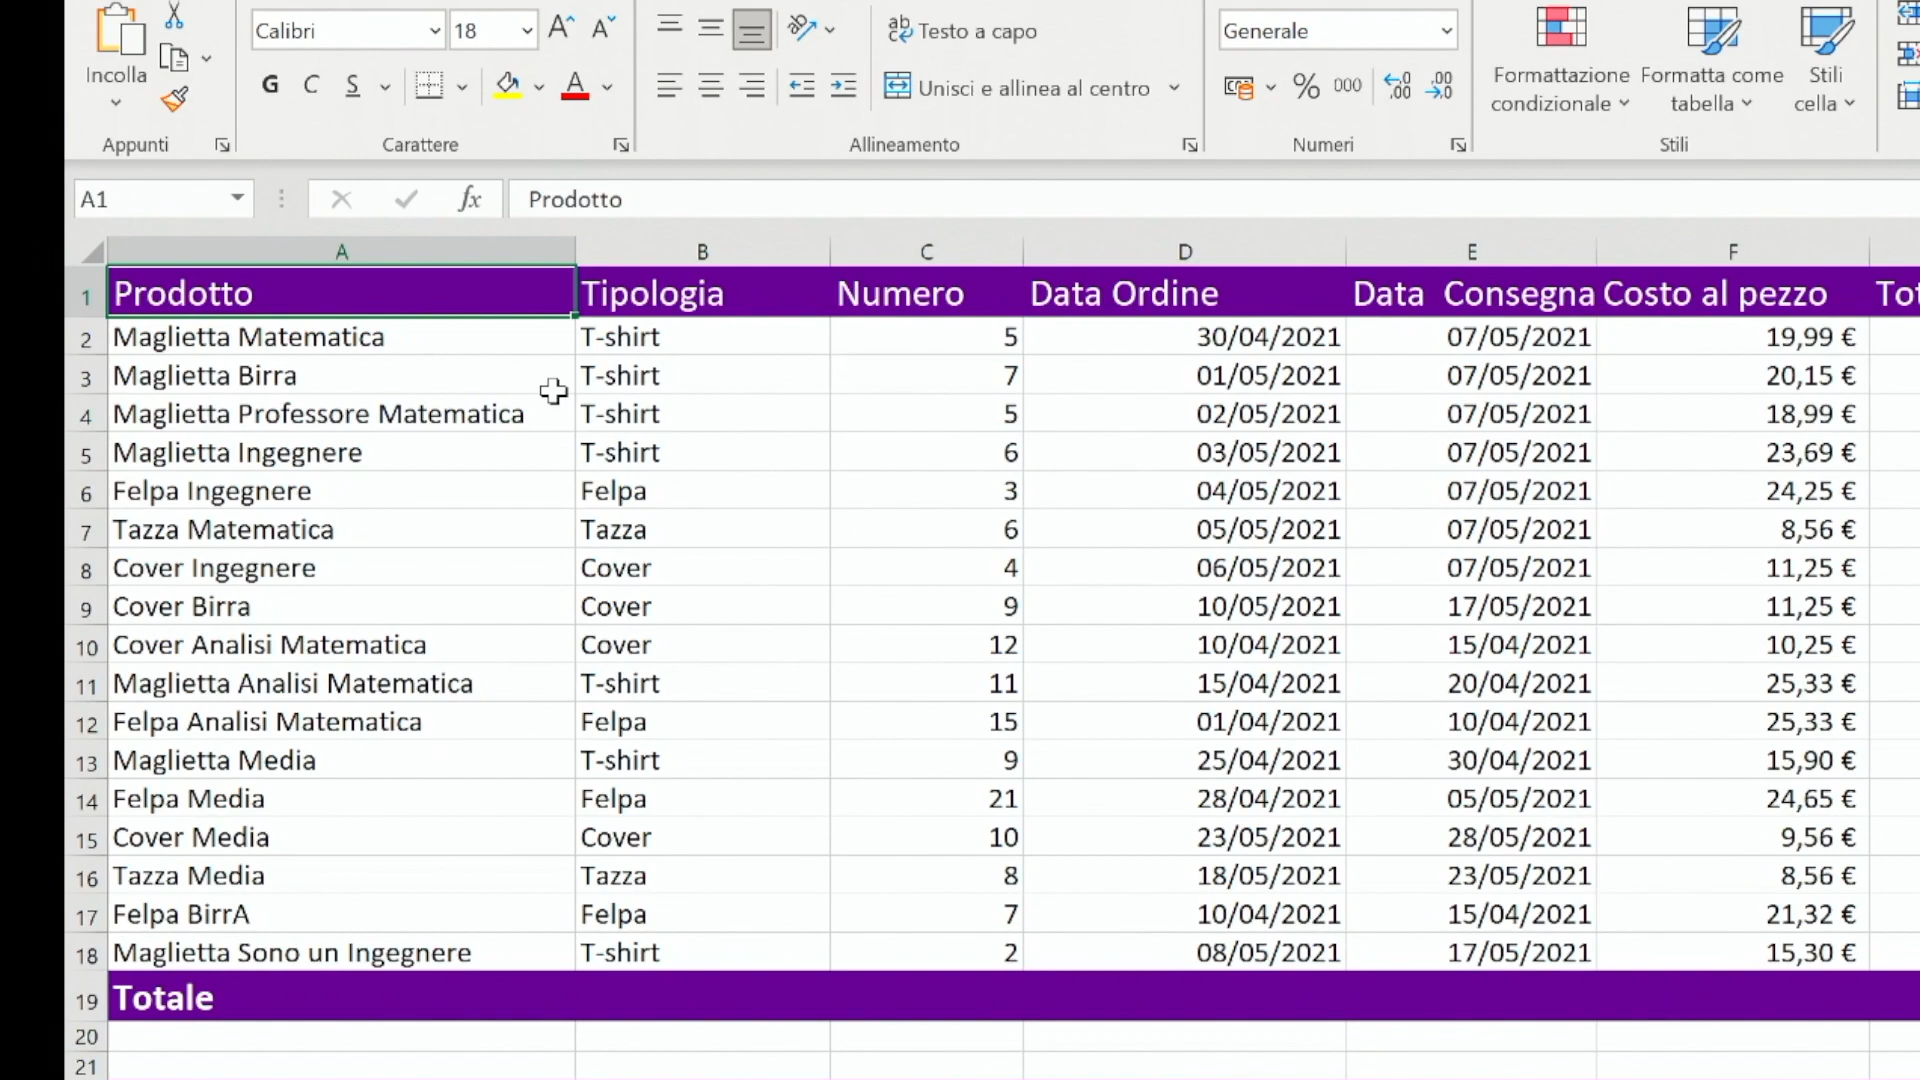 Incolla
Appunti
Calibri 18
G C S A
Carattere
ab Testo a capo
Unisci e allinea al centro
Allineamento
Generale
% 000
Numeri
Formattazione condizionale
Formatta come tabella
Stili cella
Stili
A1 fx Prodotto
A B C D E F
1 Prodotto Tipologia Numero Data Ordine Data Consegna Costo al pezzo
2 Maglietta Matematica T-shirt 5 30/04/2021 07/05/2021 19,99 €
3 Maglietta Birra T-shirt 7 01/05/2021 07/05/2021 20,15 €
4 Maglietta Professore Matematica T-shirt 5 02/05/2021 07/05/2021 18,99 €
5 Maglietta Ingegnere T-shirt 6 03/05/2021 07/05/2021 23,69 €
6 Felpa Ingegnere Felpa 3 04/05/2021 07/05/2021 24,25 €
7 Tazza Matematica Tazza 6 05/05/2021 07/05/2021 8,56 €
8 Cover Ingegnere Cover 4 06/05/2021 07/05/2021 11,25 €
9 Cover Birra Cover 9 10/05/2021 17/05/2021 11,25 €
10 Cover Analisi Matematica Cover 12 10/04/2021 15/04/2021 10,25 €
11 Maglietta Analisi Matematica T-shirt 11 15/04/2021 20/04/2021 25,33 €
12 Felpa Analisi Matematica Felpa 15 01/04/2021 10/04/2021 25,33 €
13 Maglietta Media T-shirt 9 25/04/2021 30/04/2021 15,90 €
14 Felpa Media Felpa 21 28/04/2021 05/05/2021 24,65 €
15 Cover Media Cover 10 23/05/2021 28/05/2021 9,56 €
16 Tazza Media Tazza 8 18/05/2021 23/05/2021 8,56 €
17 Felpa BirrA Felpa 7 10/04/2021 15/04/2021 21,32 €
18 Maglietta Sono un Ingegnere T-shirt 2 08/05/2021 17/05/2021 15,30 €
19 Totale
20
21